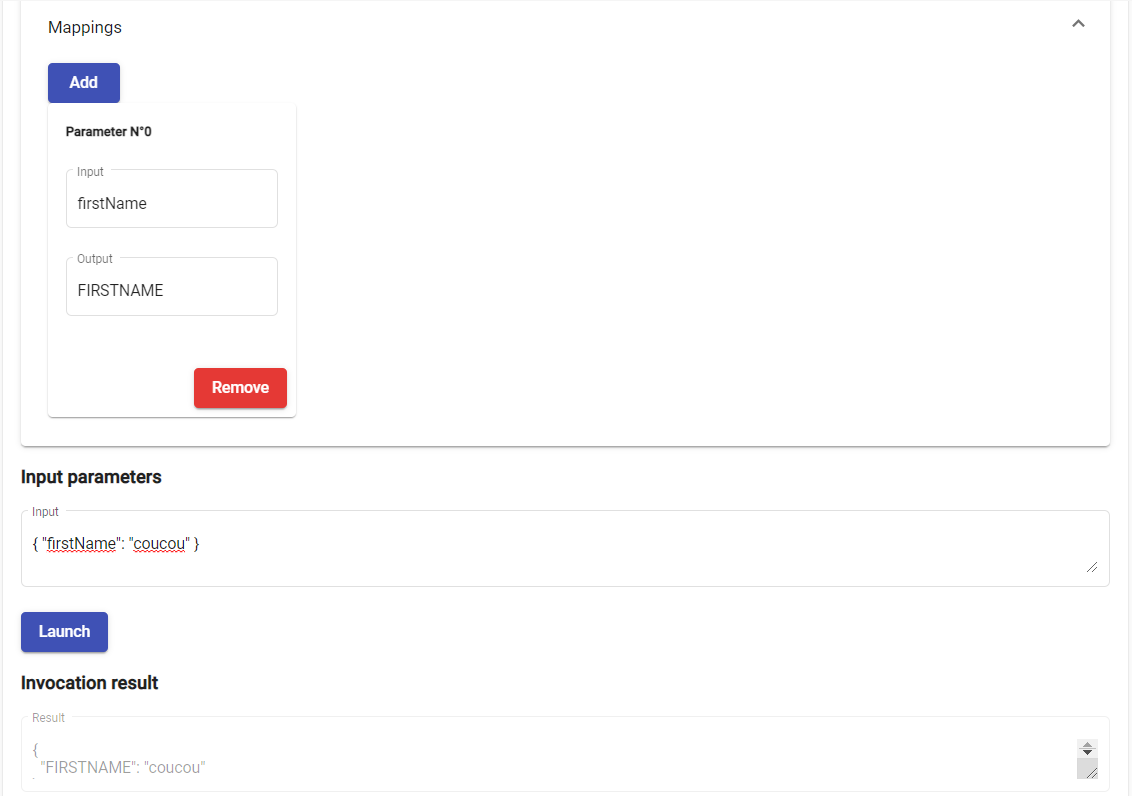 Mappings
Add
Parameter N°0
Input
firstName
Output
FIRSTNAME
Remove
Input parameters
Input
{ "firstName": "coucou" }
Launch
Invocation result
Result
{
"FIRSTNAME": "coucou"